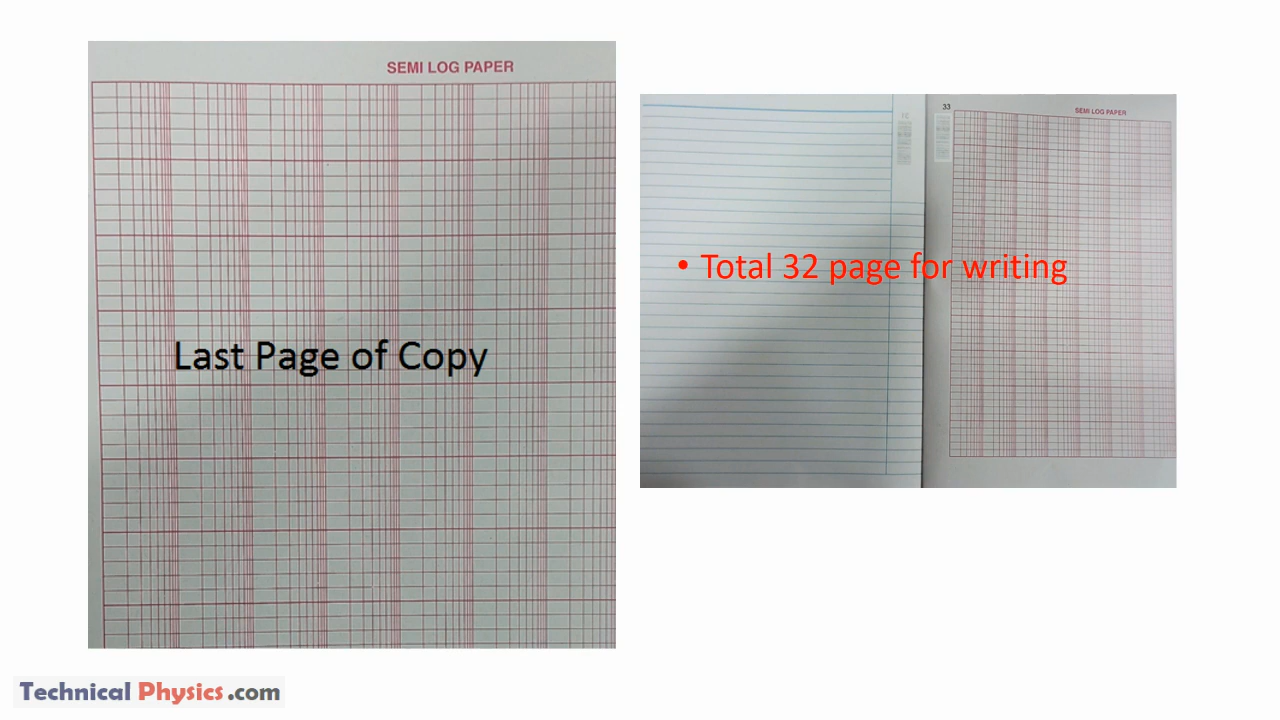 SEMI LOG PAPER
Last Page of Copy
33
SEMI LOG PAPER
• Total 32 page for writing
Technical Physics.com